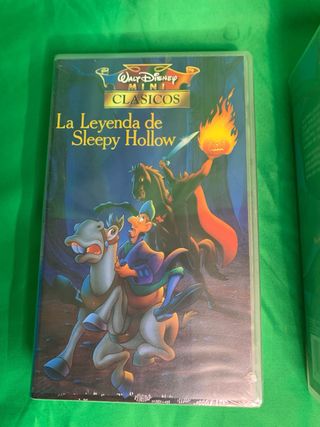 WALT DISNEY
MINI
CLASICOS
La Leyenda de
Sleepy Hollow